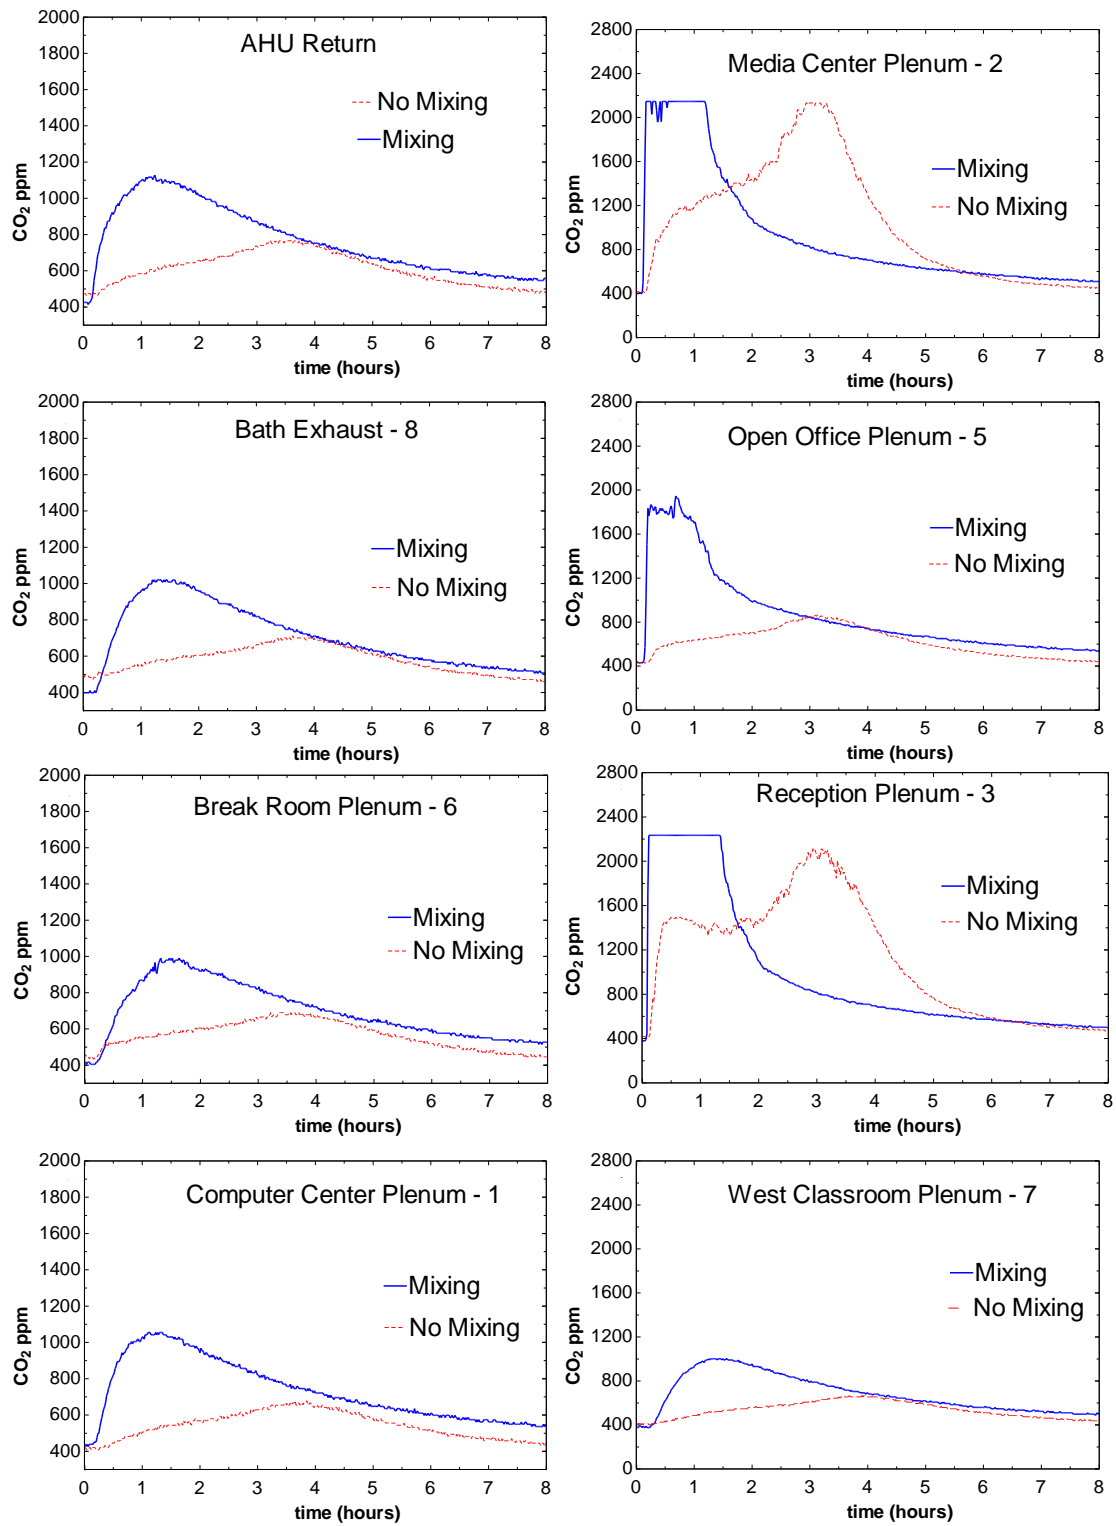 AHU Return
No Mixing
Mixing
CO2 ppm
2000
1800
1600
1400
1200
1000
800
600
400
0 1 2 3 4 5 6 7 8
time (hours)
Media Center Plenum - 2
Mixing
No Mixing
CO2 ppm
2800
2400
2000
1600
1200
800
400
0
0 1 2 3 4 5 6 7 8
time (hours)
Bath Exhaust - 8
Mixing
No Mixing
CO2 ppm
2000
1800
1600
1400
1200
1000
800
600
400
0 1 2 3 4 5 6 7 8
time (hours)
Open Office Plenum - 5
Mixing
No Mixing
CO2 ppm
2800
2400
2000
1600
1200
800
400
0
0 1 2 3 4 5 6 7 8
time (hours)
Break Room Plenum - 6
Mixing
No Mixing
CO2 ppm
2000
1800
1600
1400
1200
1000
800
600
400
0 1 2 3 4 5 6 7 8
time (hours)
Reception Plenum - 3
Mixing
No Mixing
CO2 ppm
2800
2400
2000
1600
1200
800
400
0
0 1 2 3 4 5 6 7 8
time (hours)
Computer Center Plenum - 1
Mixing
No Mixing
CO2 ppm
2000
1800
1600
1400
1200
1000
800
600
400
0 1 2 3 4 5 6 7 8
time (hours)
West Classroom Plenum - 7
Mixing
No Mixing
CO2 ppm
2800
2400
2000
1600
1200
800
400
0
0 1 2 3 4 5 6 7 8
time (hours)